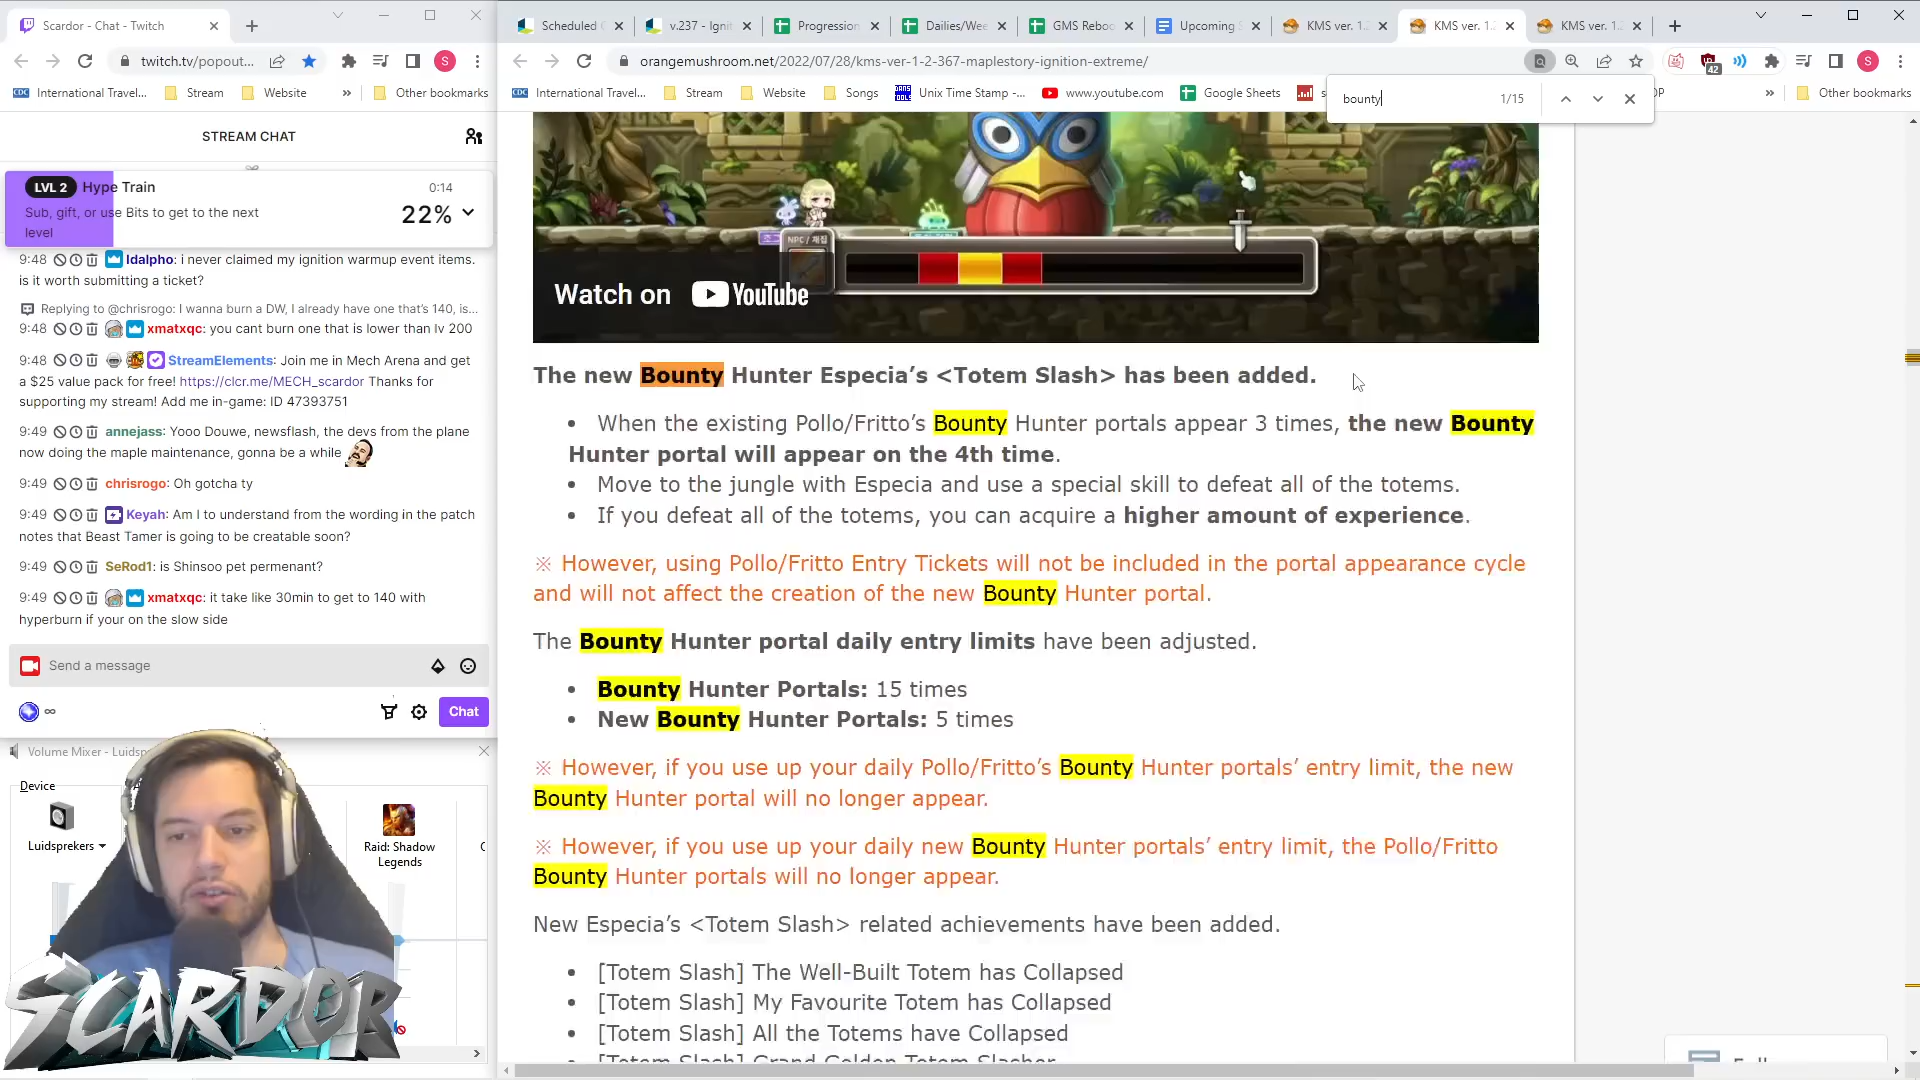 Scardor - Chat - Twitch
twitch.tv/popout...
International Travel...
Stream
Website
»
Other bookmarks
STREAM CHAT
LVL 2 Hype Train 0:14
Sub, gift, or use Bits to get to the next level 22%
9:48 Idalpho: i never claimed my ignition warmup event items.
is it worth submitting a ticket?
Replying to @chrisrogo: I wanna burn a DW, I already have one that's 140, is...
9:48 xmatxqc: you cant burn one that is lower than lv 200
9:48 StreamElements: Join me in Mech Arena and get
a $25 value pack for free! https://clcr.me/MECH_scardor Thanks for
supporting my stream! Add me in-game: ID 47393751
9:49 annejass: Yooo Douwe, newsflash, the devs from the plane
now doing the maple maintenance, gonna be a while
9:49 chrisrogo: Oh gotcha ty
9:49 Keyah: Am I to understand from the wording in the patch
notes that Beast Tamer is going to be creatable soon?
9:49 SeRod1: is Shinsoo pet permenant?
9:49 xmatxqc: it take like 30min to get to 140 with
hyperburn if your on the slow side
Send a message
∞
Chat
Volume Mixer - Luidsp
Device
Luidsprekers
Raid: Shadow
Legends
SCARDOR
Scheduled
v.237 - Ignit
Progression
Dailies/Wee
GMS Reboo
Upcoming S
KMS ver. 1.2
KMS ver. 1.2
KMS ver. 1.2
orangemushroom.net/2022/07/28/kms-ver-1-2-367-maplestory-ignition-extreme/
42
International Travel...
Stream
Website
Songs
Unix Time Stamp -...
www.youtube.com
Google Sheets
»
Other bookmarks
bounty 1/15
NPC / 채집
Watch on YouTube
The new Bounty Hunter Especia's <Totem Slash> has been added.
• When the existing Pollo/Fritto's Bounty Hunter portals appear 3 times, the new Bounty
Hunter portal will appear on the 4th time.
• Move to the jungle with Especia and use a special skill to defeat all of the totems.
• If you defeat all of the totems, you can acquire a higher amount of experience.
※ However, using Pollo/Fritto Entry Tickets will not be included in the portal appearance cycle
and will not affect the creation of the new Bounty Hunter portal.
The Bounty Hunter portal daily entry limits have been adjusted.
• Bounty Hunter Portals: 15 times
• New Bounty Hunter Portals: 5 times
※ However, if you use up your daily Pollo/Fritto's Bounty Hunter portals' entry limit, the new
Bounty Hunter portal will no longer appear.
※ However, if you use up your daily new Bounty Hunter portals' entry limit, the Pollo/Fritto
Bounty Hunter portals will no longer appear.
New Especia's <Totem Slash> related achievements have been added.
• [Totem Slash] The Well-Built Totem has Collapsed
• [Totem Slash] My Favourite Totem has Collapsed
• [Totem Slash] All the Totems have Collapsed
[Totem Slash] Grand Golden Totem Slasher